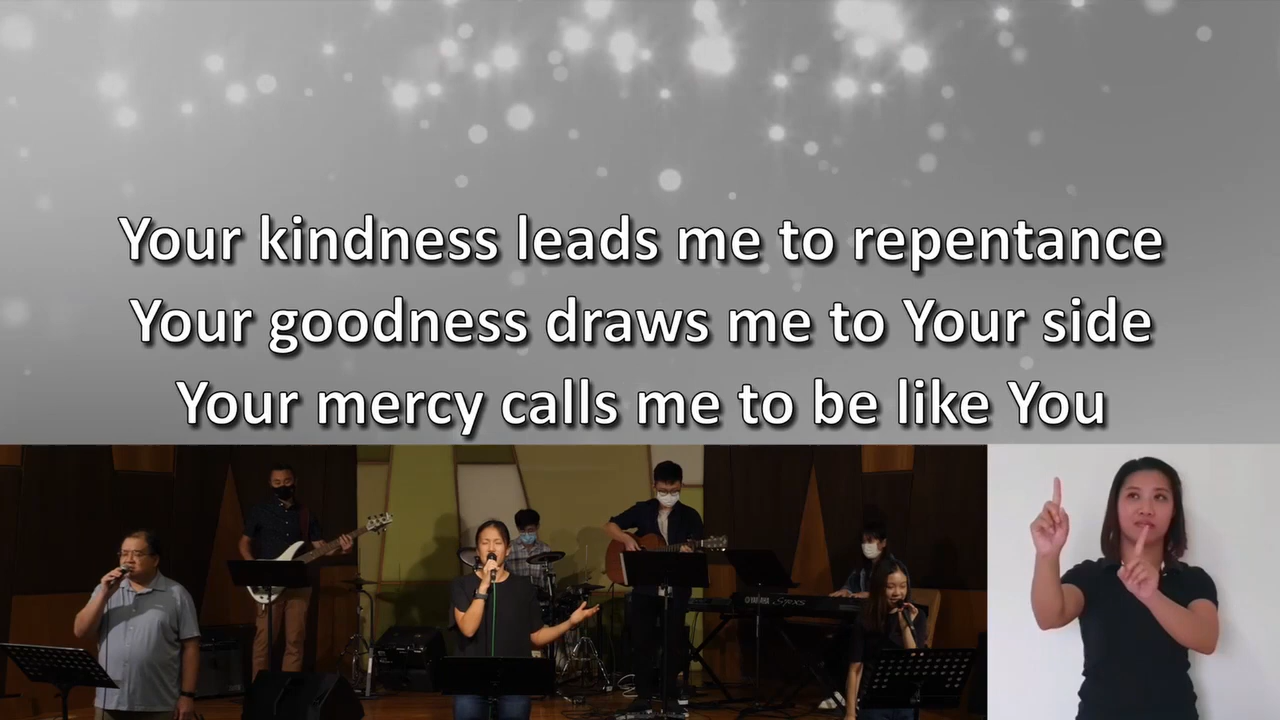 Your kindness leads me to repentance
Your goodness draws me to Your side
Your mercy calls me to be like You
YAMAHA